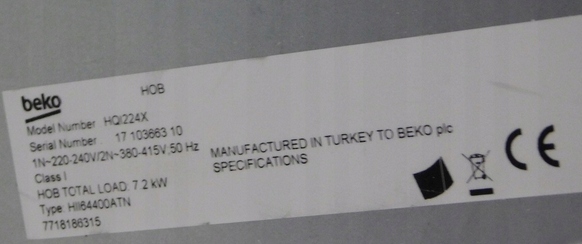 beko
HOB
Model Number HQI224X
Serial Number 17 103663 10
1N~220-240V/2N~380-415V;50 Hz
Class I
HOB TOTAL LOAD: 7.2 kW
Type: HII64400ATN
7718186315
MANUFACTURED IN TURKEY TO BEKO plc
SPECIFICATIONS
CE